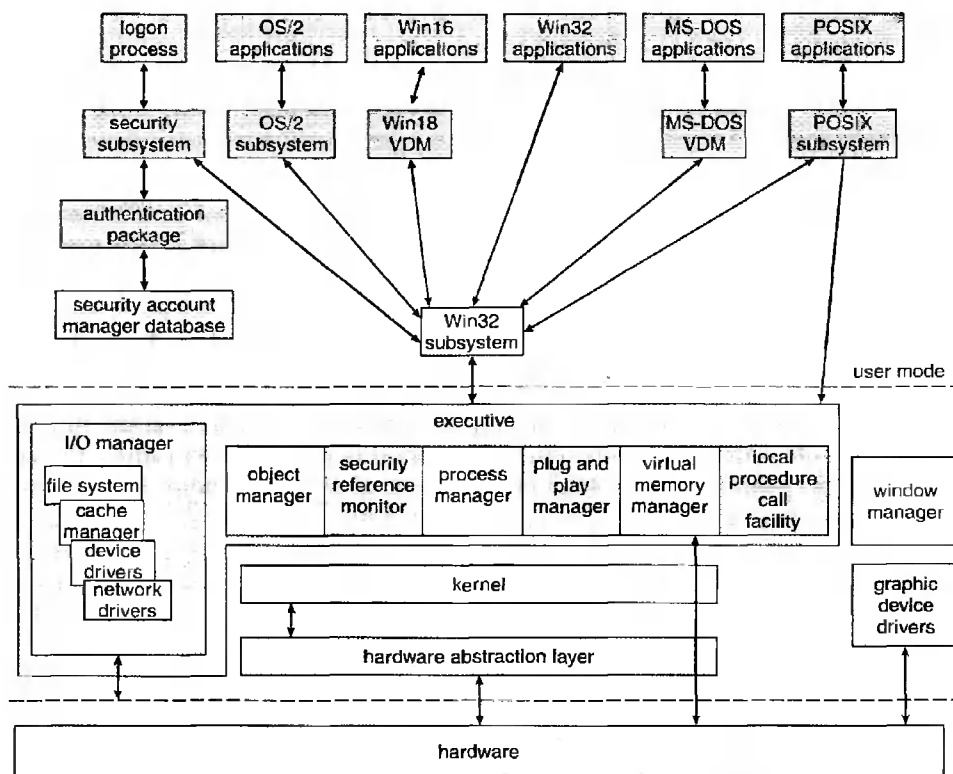 logon
process
OS/2
applications
Win16
applications
Win32
applications
MS-DOS
applications
POSIX
applications
security
subsystem
OS/2
subsystem
Win18
VDM
MS-DOS
VDM
POSIX
subsystem
authentication
package
security account
manager database
Win32
subsystem
user mode
executive
I/O manager
file system
cache
manager
device
drivers
network
drivers
object
manager
security
reference
monitor
process
manager
plug and
play
manager
virtual
memory
manager
local
procedure
call
facility
window
manager
kernel
graphic
device
drivers
hardware abstraction layer
hardware